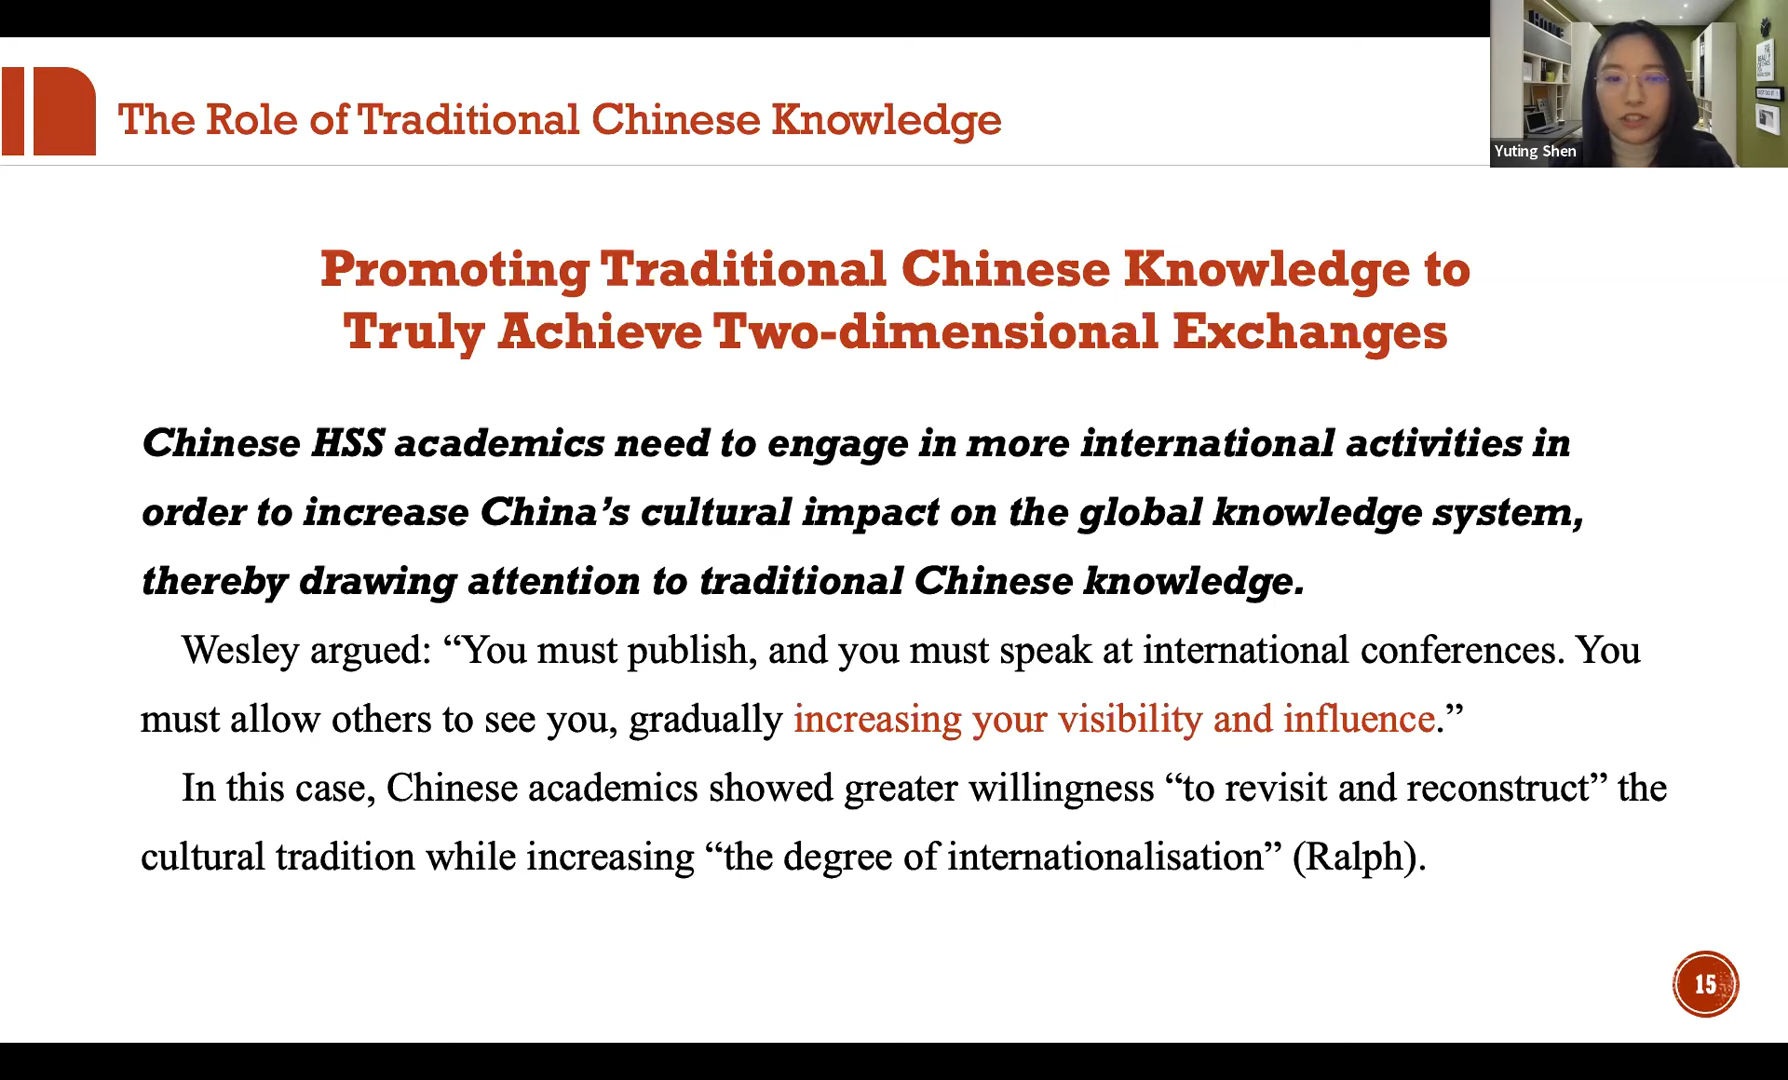 The Role of Traditional Chinese Knowledge
Yuting Shen
Promoting Traditional Chinese Knowledge to
Truly Achieve Two-dimensional Exchanges
Chinese HSS academics need to engage in more international activities in
order to increase China’s cultural impact on the global knowledge system,
thereby drawing attention to traditional Chinese knowledge.
Wesley argued: “You must publish, and you must speak at international conferences. You
must allow others to see you, gradually increasing your visibility and influence.”
In this case, Chinese academics showed greater willingness “to revisit and reconstruct” the
cultural tradition while increasing “the degree of internationalisation” (Ralph).
15